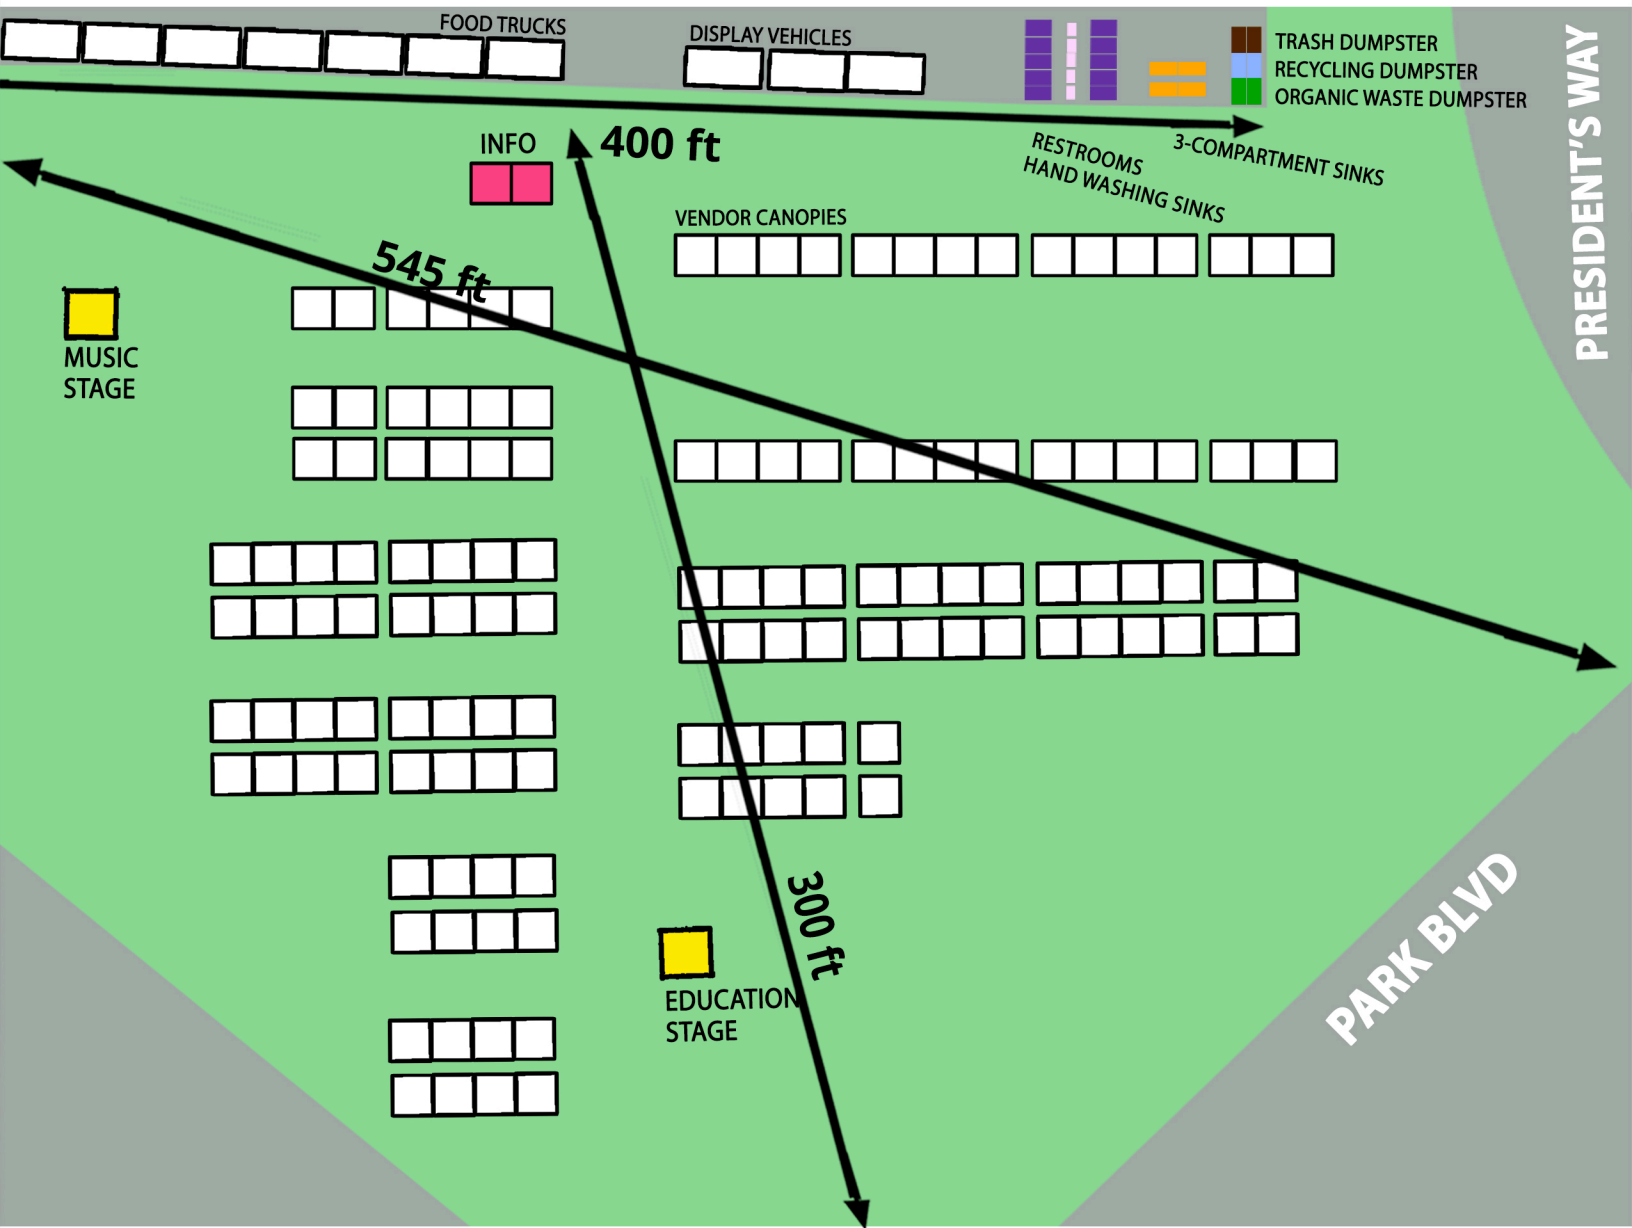 FOOD TRUCKS
DISPLAY VEHICLES
TRASH DUMPSTER
RECYCLING DUMPSTER
ORGANIC WASTE DUMPSTER
PRESIDENT'S WAY
INFO
400 ft
RESTROOMS
HAND WASHING SINKS
3-COMPARTMENT SINKS
VENDOR CANOPIES
545 ft
MUSIC
STAGE
300 ft
EDUCATION
STAGE
PARK BLVD